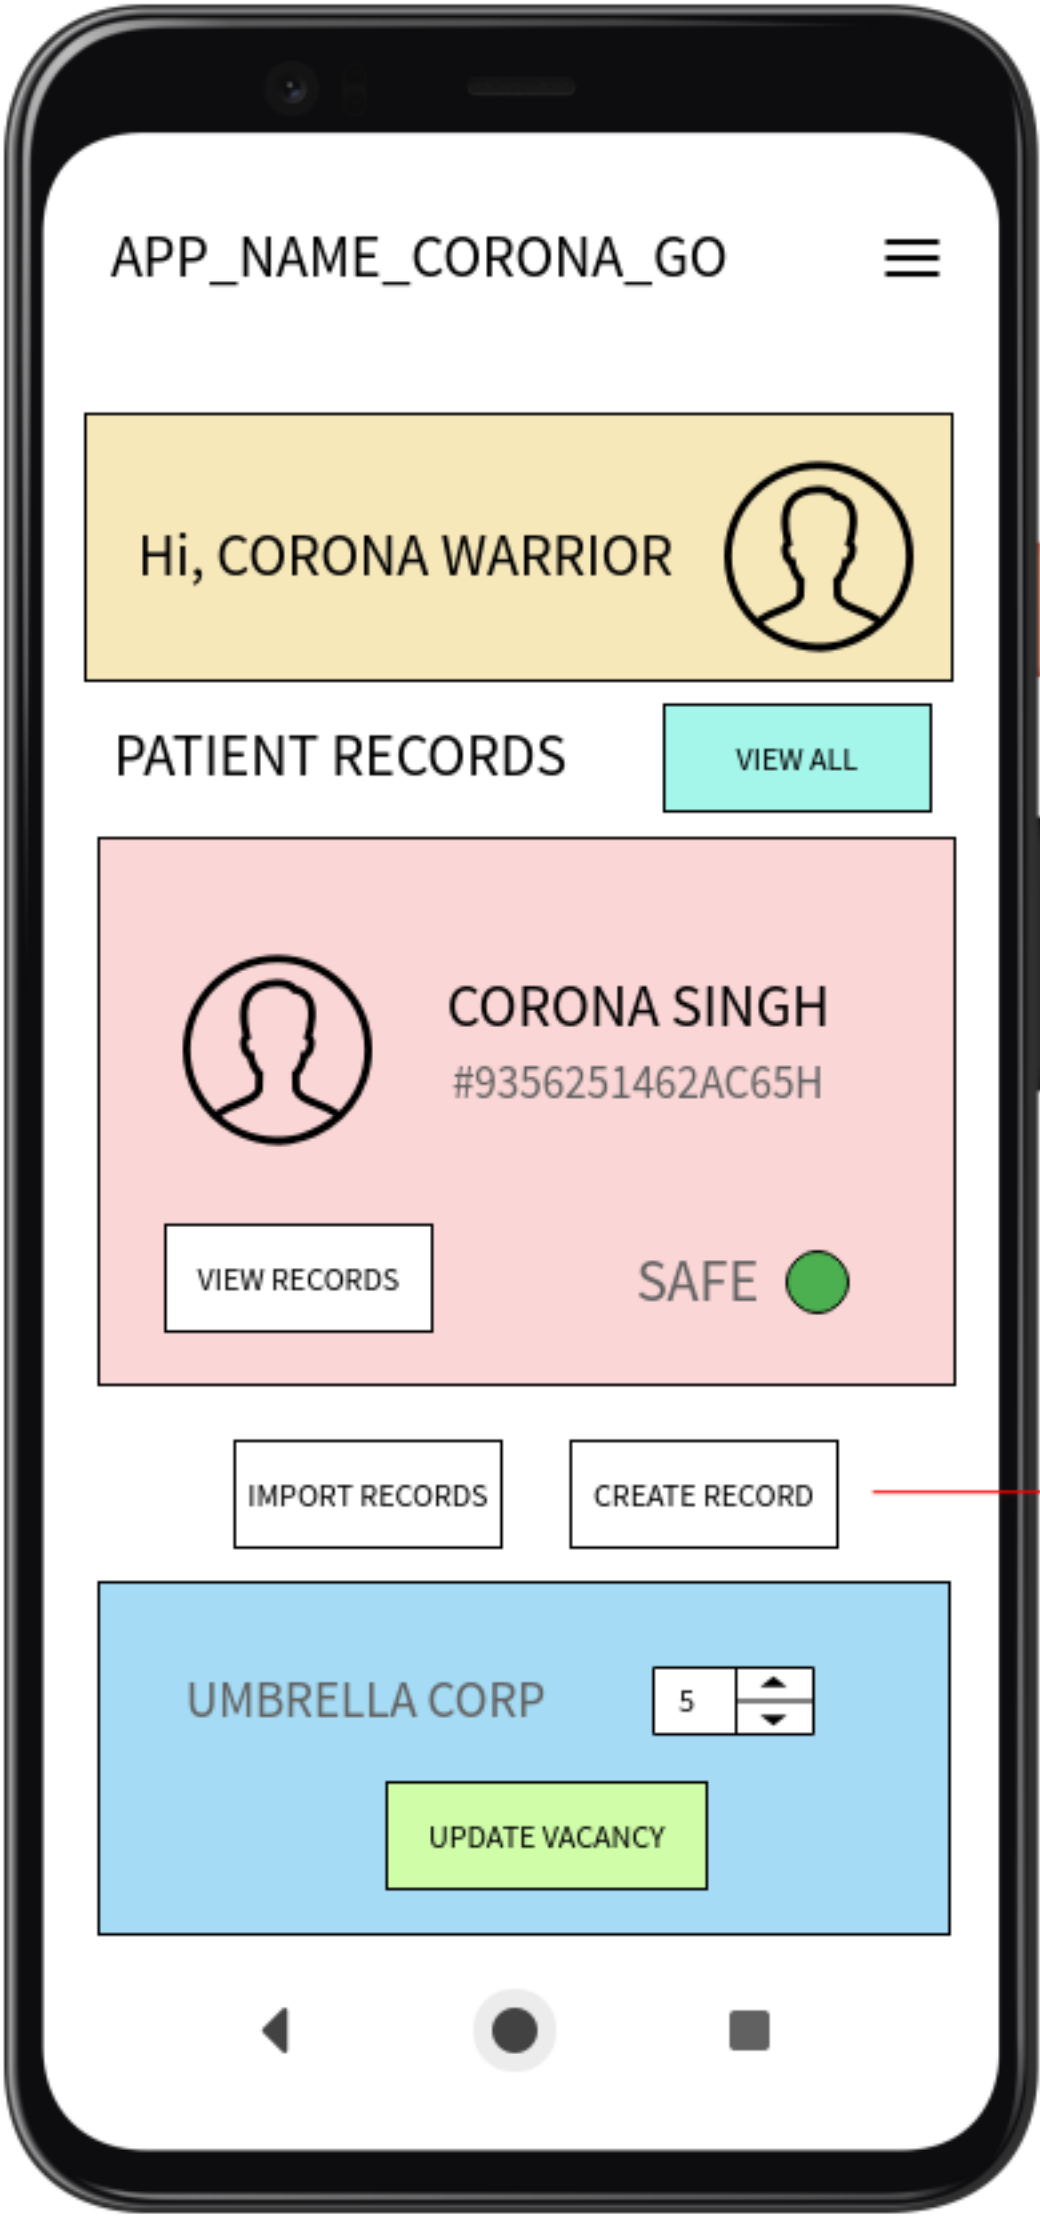 APP_NAME_CORONA_GO
Hi, CORONA WARRIOR
PATIENT RECORDS
VIEW ALL
CORONA SINGH
#9356251462AC65H
VIEW RECORDS
SAFE
IMPORT RECORDS
CREATE RECORD
UMBRELLA CORP
5
UPDATE VACANCY